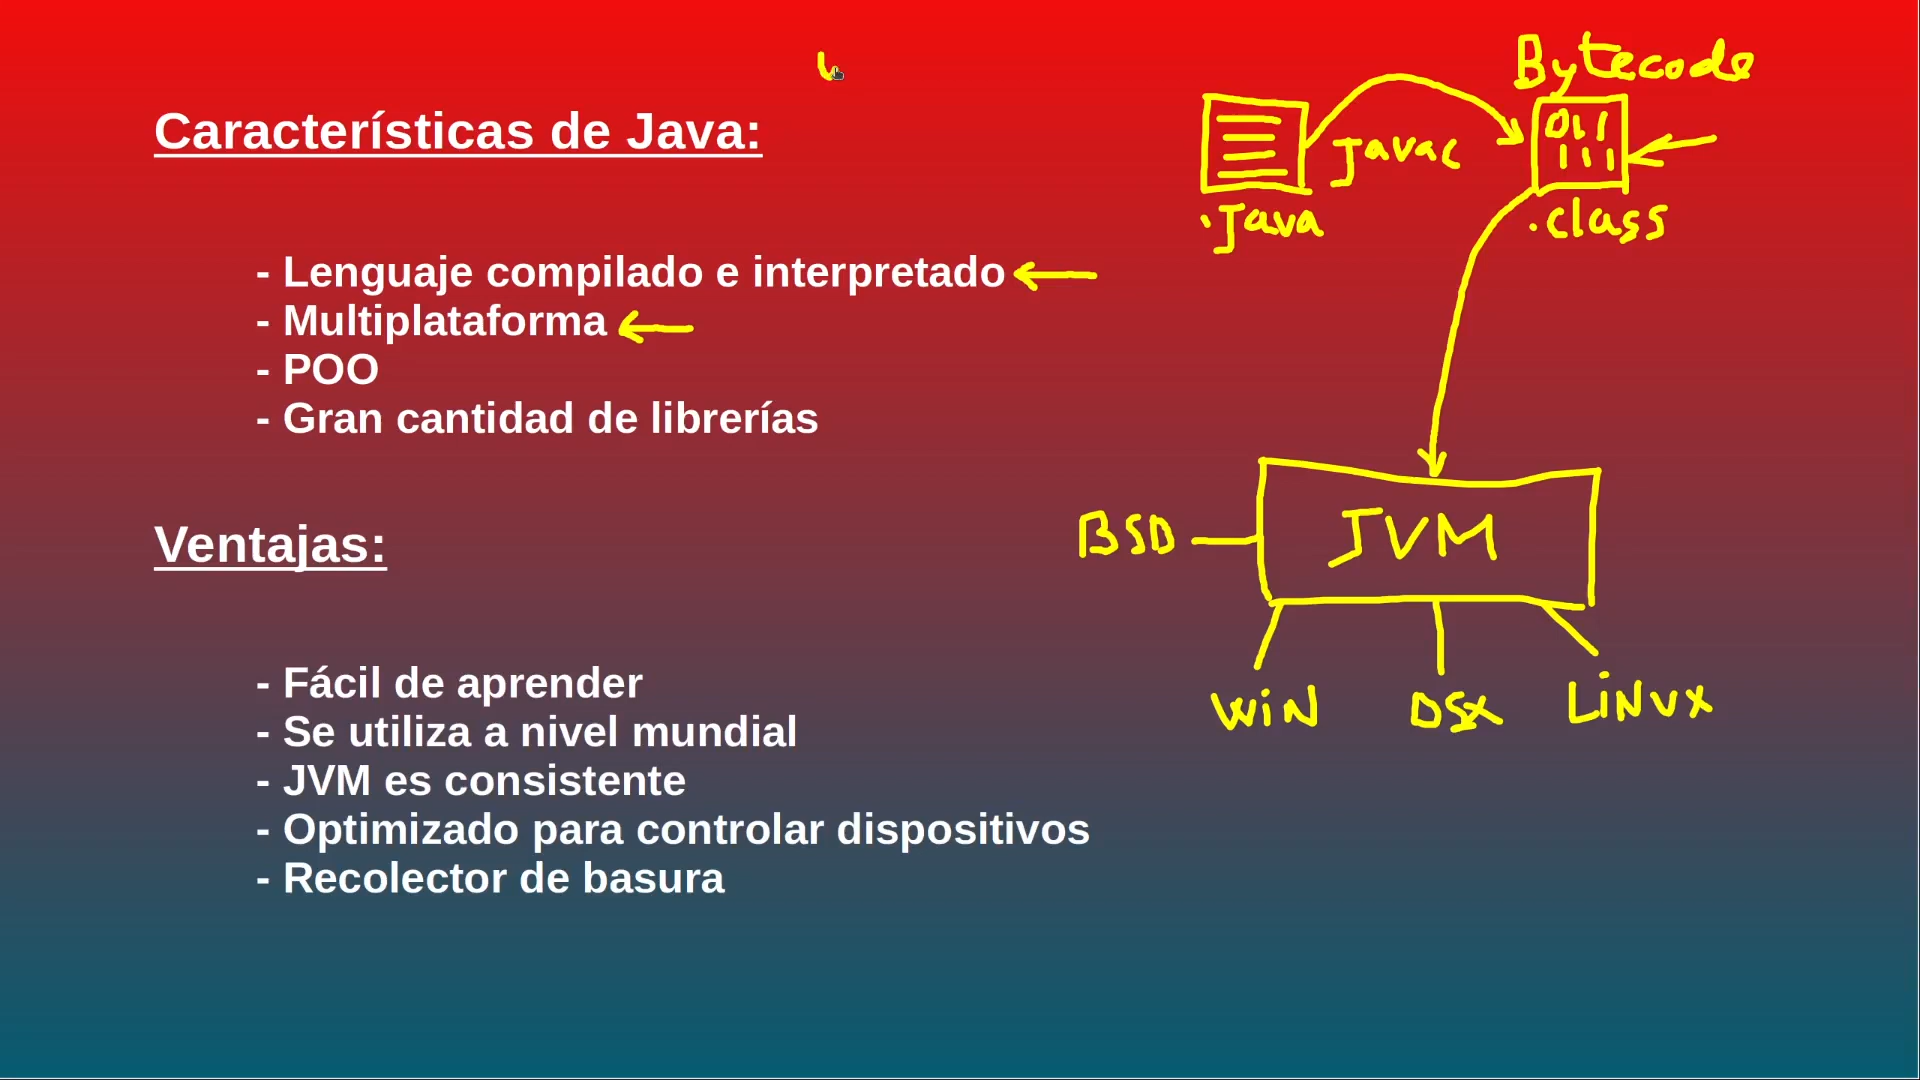 Características de Java:
- Lenguaje compilado e interpretado
- Multiplataforma
- POO
- Gran cantidad de librerías
Ventajas:
- Fácil de aprender
- Se utiliza a nivel mundial
- JVM es consistente
- Optimizado para controlar dispositivos
- Recolector de basura
Bytecode
011
111
Javac
.Java
.class
JVM
BSD
WiN
OSX
LiNUX